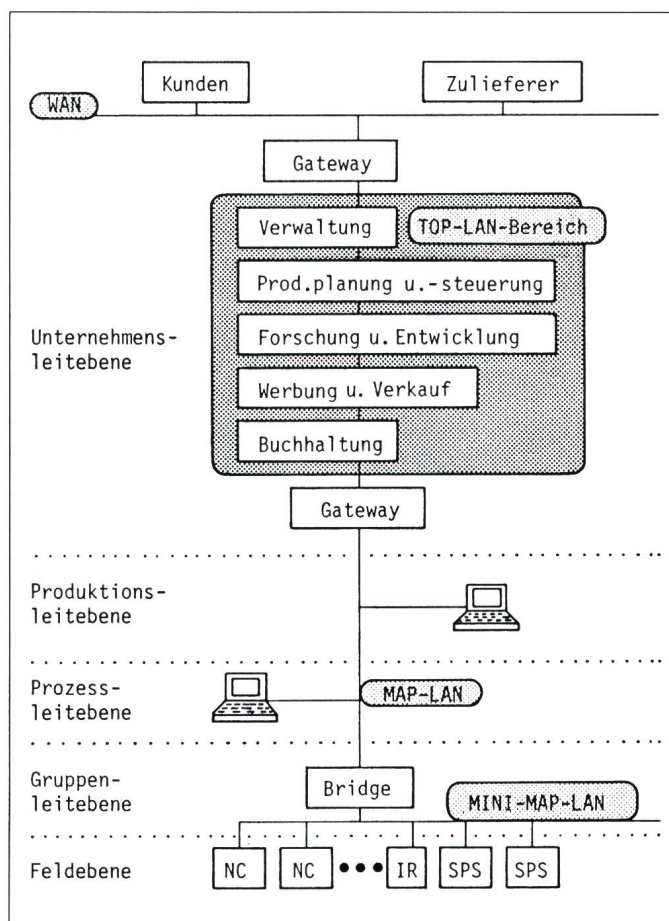 Kunden
Zulieferer
WAN
Gateway
Verwaltung
TOP-LAN-Bereich
Prod.planung u.-steuerung
Unternehmens-
leitebene
Forschung u. Entwicklung
Werbung u. Verkauf
Buchhaltung
Gateway
Produktions-
leitebene
Prozess-
leitebene
MAP-LAN
Gruppen-
leitebene
Bridge
MINI-MAP-LAN
Feldebene
NC
NC
IR
SPS
SPS